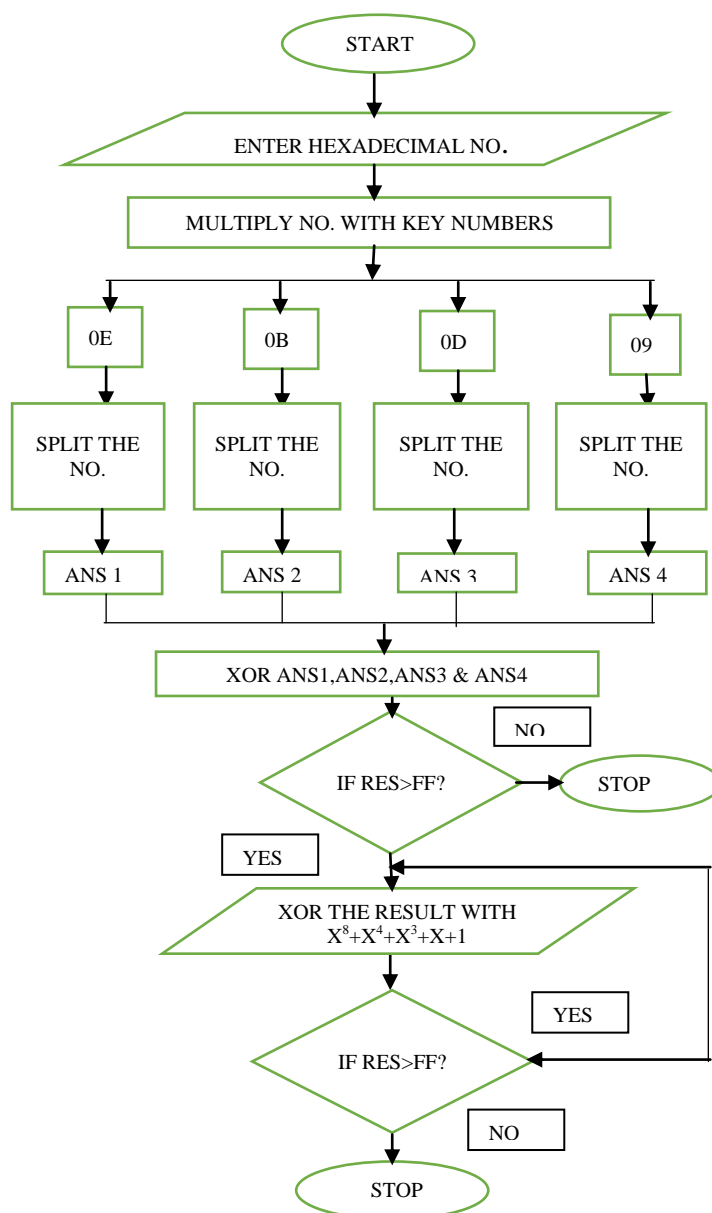 START
ENTER HEXADECIMAL NO.
MULTIPLY NO. WITH KEY NUMBERS
0E
0B
0D
09
SPLIT THE
NO.
SPLIT THE
NO.
SPLIT THE
NO.
SPLIT THE
NO.
ANS 1
ANS 2
ANS 3
ANS 4
XOR ANS1,ANS2,ANS3 & ANS4
NO
IF RES>FF?
STOP
YES
XOR THE RESULT WITH
X⁸+X⁴+X³+X+1
YES
IF RES>FF?
NO
STOP